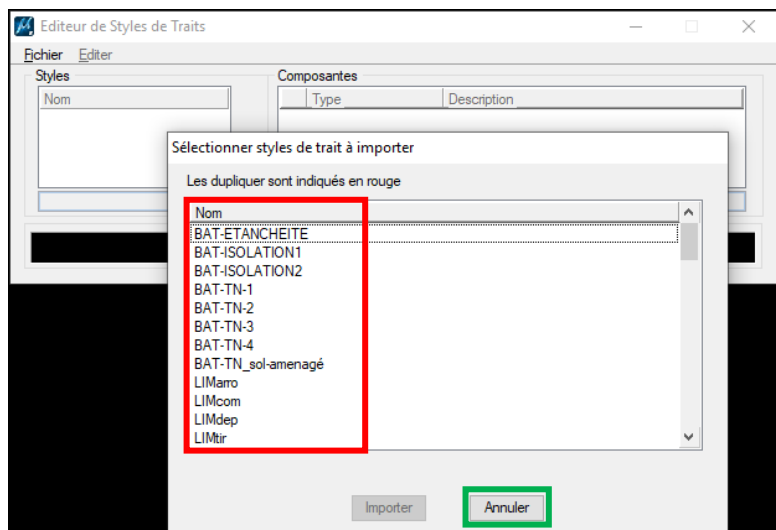 Editeur de Styles de Traits
Fichier Editer
Styles
Composantes
Nom
Type
Description
Sélectionner styles de trait à importer
Les dupliquer sont indiqués en rouge
Nom
BAT-ETANCHEITE
BAT-ISOLATION1
BAT-ISOLATION2
BAT-TN-1
BAT-TN-2
BAT-TN-3
BAT-TN-4
BAT-TN_sol-amenagé
LIMarro
LIMcom
LIMdep
LIMtir
Importer
Annuler